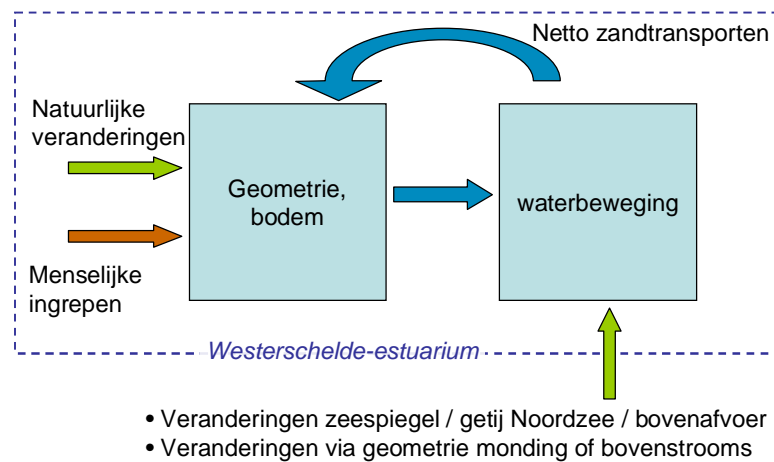 Netto zandtransporten
Natuurlijke
veranderingen
Geometrie,
bodem
waterbeweging
Menselijke
ingrepen
Westerschelde-estuarium
• Veranderingen zeespiegel / getij Noordzee / bovenafvoer
• Veranderingen via geometrie monding of bovenstrooms